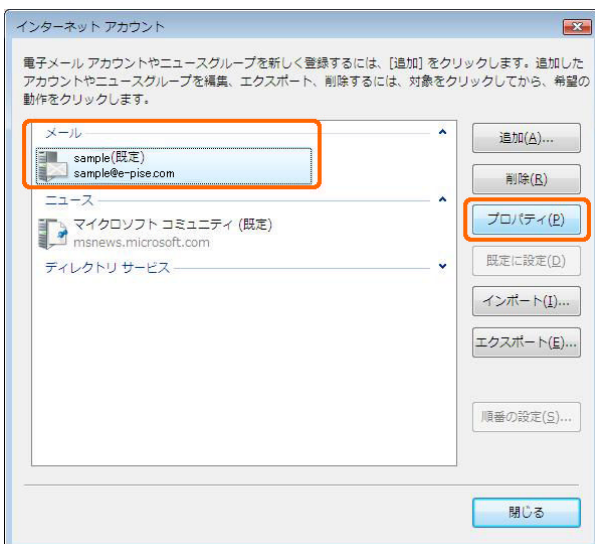 インターネット アカウント
電子メール アカウントやニュースグループを新しく登録するには、[追加] をクリックします。追加した
アカウントやニュースグループを編集、エクスポート、削除するには、対象をクリックしてから、希望の
動作をクリックします。
メール
sample(既定)
sample@e-pise.com
ニュース
マイクロソフト コミュニティ (既定)
msnews.microsoft.com
ディレクトリ サービス
追加(A)...
削除(R)
プロパティ(P)
既定に設定(D)
インポート(I)...
エクスポート(E)...
順番の設定(S)...
閉じる